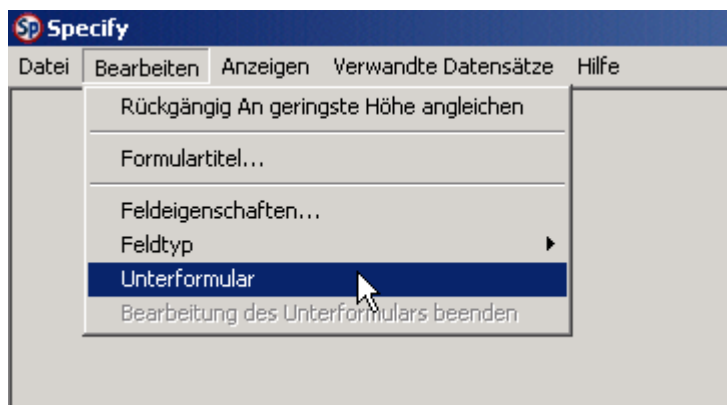 Sp Specify
Datei Bearbeiten Anzeigen Verwandte Datensätze Hilfe
Rückgängig An geringste Höhe angleichen
Formulartitel...
Feldeigenschaften...
Feldtyp
Unterformular
Bearbeitung des Unterformulars beenden